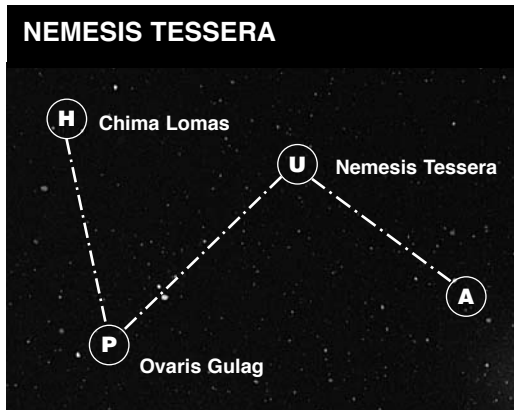 NEMESIS TESSERA
H
Chima Lomas
U
Nemesis Tessera
A
P
Ovaris Gulag